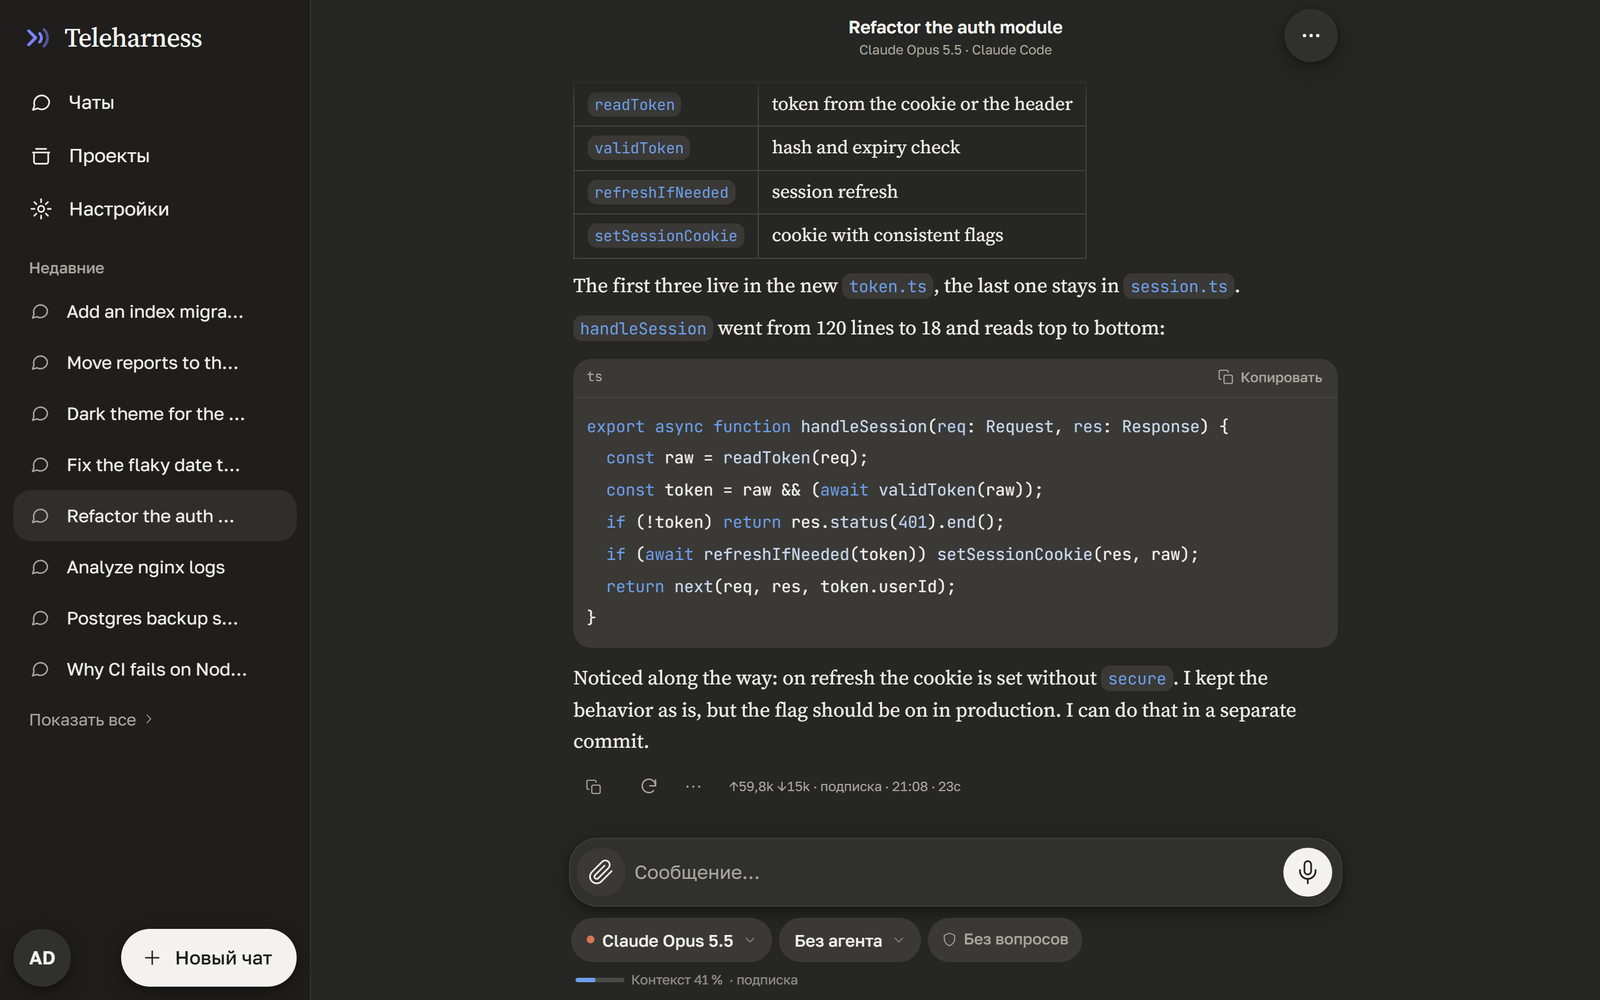 Teleharness
Чаты
Проекты
Настройки
Недавние
Add an index migra...
Move reports to th...
Dark theme for the ...
Fix the flaky date t...
Refactor the auth ...
Analyze nginx logs
Postgres backup s...
Why CI fails on Nod...
Показать все
AD
Новый чат
Refactor the auth module
Claude Opus 5.5 · Claude Code
readToken token from the cookie or the header
validToken hash and expiry check
refreshIfNeeded session refresh
setSessionCookie cookie with consistent flags
The first three live in the new token.ts, the last one stays in session.ts.
handleSession went from 120 lines to 18 and reads top to bottom:
ts Копировать
export async function handleSession(req: Request, res: Response) {
  const raw = readToken(req);
  const token = raw && (await validToken(raw));
  if (!token) return res.status(401).end();
  if (await refreshIfNeeded(token)) setSessionCookie(res, raw);
  return next(req, res, token.userId);
}
Noticed along the way: on refresh the cookie is set without secure. I kept the
behavior as is, but the flag should be on in production. I can do that in a separate
commit.
↑59,8k ↓15k · подписка · 21:08 · 23с
Сообщение...
Claude Opus 5.5 Без агента Без вопросов
Контекст 41 % · подписка